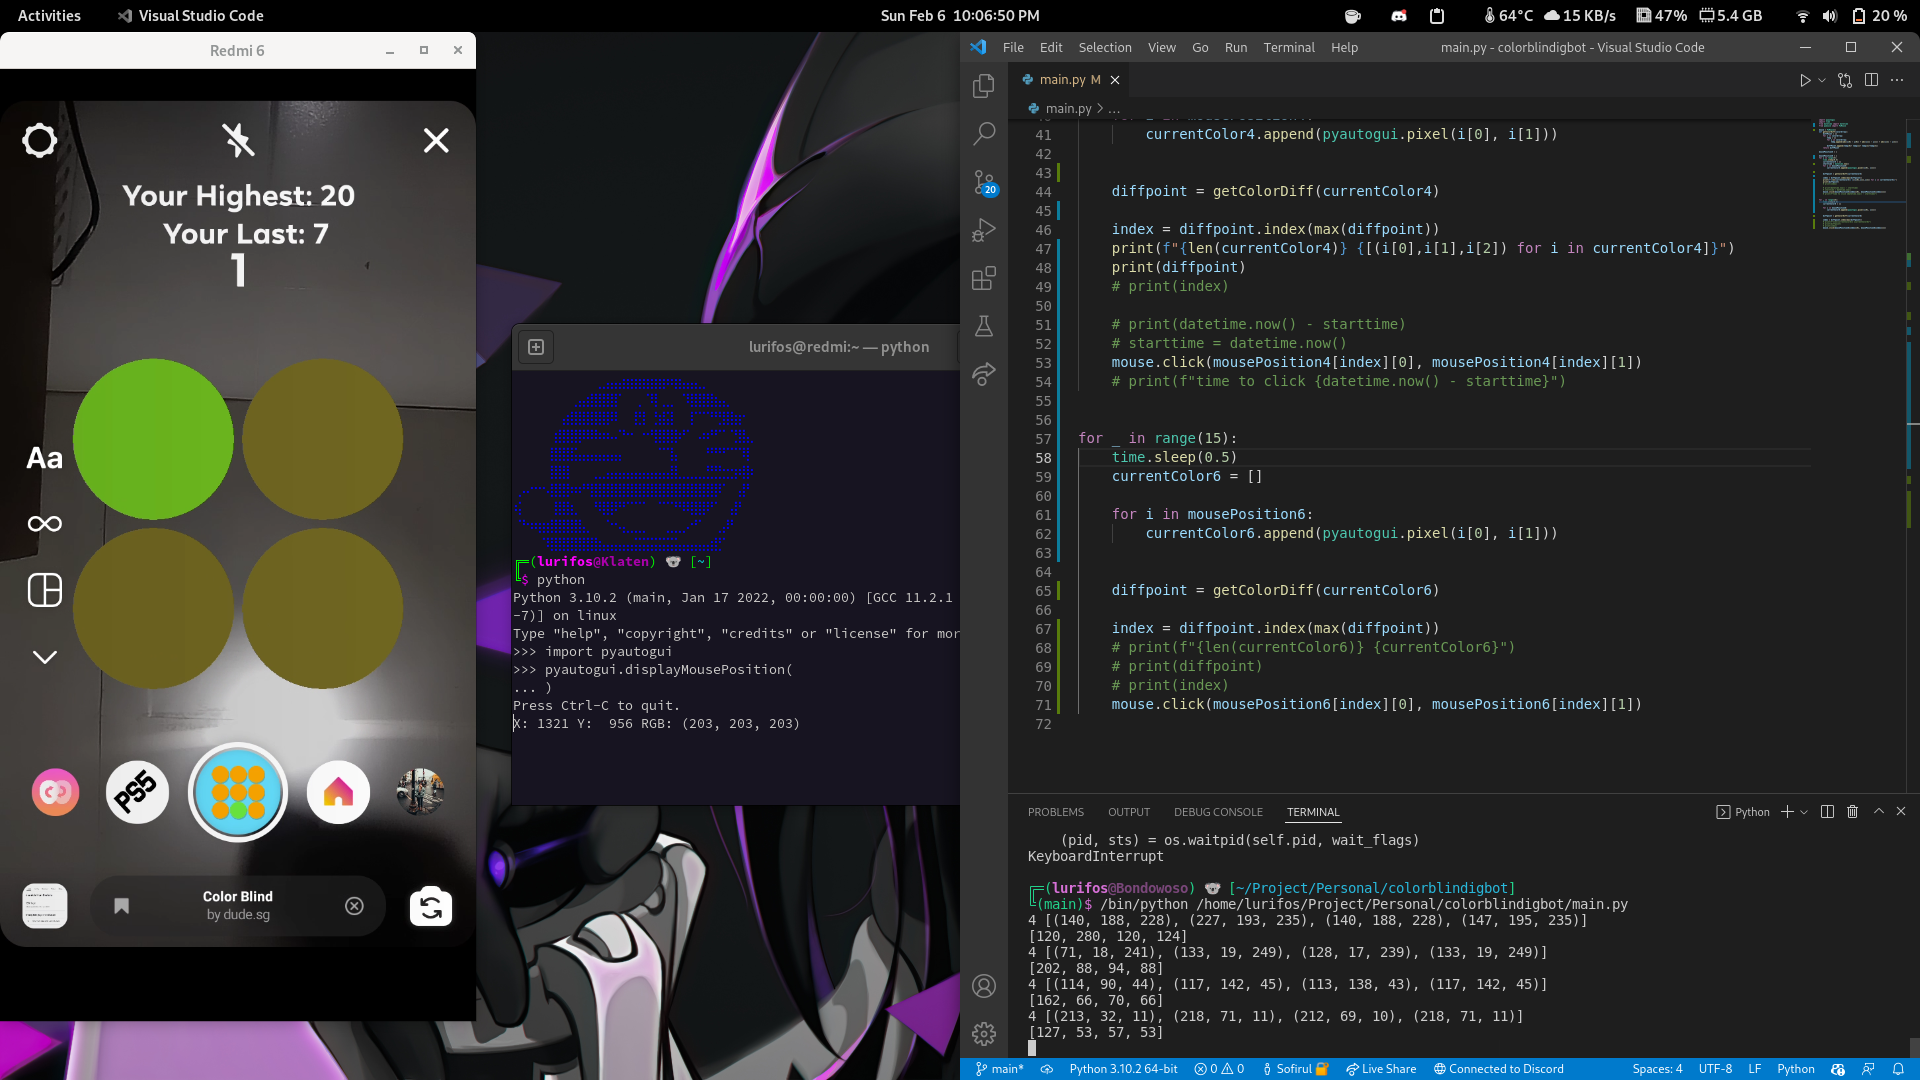 Activities
Visual Studio Code
Sun Feb 6 10:06:50 PM
64°C
15 KB/s
47%
5.4 GB
20 %
Redmi 6
Your Highest: 20
Your Last: 7
1
Aa
PS5
Color Blind
by dude.sg
lurifos@redmi:~ — python
(lurifos@Klaten) 🐨 [~]
$ python
Python 3.10.2 (main, Jan 17 2022, 00:00:00) [GCC 11.2.1
-7)] on linux
Type "help", "copyright", "credits" or "license" for mor
>>> import pyautogui
>>> pyautogui.displayMousePosition(
... )
Press Ctrl-C to quit.
X: 1321 Y:  956 RGB: (203, 203, 203)
File Edit Selection View Go Run Terminal Help
main.py - colorblindigbot - Visual Studio Code
main.py M
main.py > ...
20
41 currentColor4.append(pyautogui.pixel(i[0], i[1]))
42
43
44 diffpoint = getColorDiff(currentColor4)
45
46 index = diffpoint.index(max(diffpoint))
47 print(f"{len(currentColor4)} {[(i[0],i[1],i[2]) for i in currentColor4]}")
48 print(diffpoint)
49 # print(index)
50
51 # print(datetime.now() - starttime)
52 # starttime = datetime.now()
53 mouse.click(mousePosition4[index][0], mousePosition4[index][1])
54 # print(f"time to click {datetime.now() - starttime}")
55
56
57 for _ in range(15):
58 time.sleep(0.5)
59 currentColor6 = []
60
61 for i in mousePosition6:
62 currentColor6.append(pyautogui.pixel(i[0], i[1]))
63
64
65 diffpoint = getColorDiff(currentColor6)
66
67 index = diffpoint.index(max(diffpoint))
68 # print(f"{len(currentColor6)} {currentColor6}")
69 # print(diffpoint)
70 # print(index)
71 mouse.click(mousePosition6[index][0], mousePosition6[index][1])
72
PROBLEMS OUTPUT DEBUG CONSOLE TERMINAL
Python
(pid, sts) = os.waitpid(self.pid, wait_flags)
KeyboardInterrupt
(lurifos@Bondowoso) 🐨 [~/Project/Personal/colorblindigbot]
(main)$ /bin/python /home/lurifos/Project/Personal/colorblindigbot/main.py
4 [(140, 188, 228), (227, 193, 235), (140, 188, 228), (147, 195, 235)]
[120, 280, 120, 124]
4 [(71, 18, 241), (133, 19, 249), (128, 17, 239), (133, 19, 249)]
[202, 88, 94, 88]
4 [(114, 90, 44), (117, 142, 45), (113, 138, 43), (117, 142, 45)]
[162, 66, 70, 66]
4 [(213, 32, 11), (218, 71, 11), (212, 69, 10), (218, 71, 11)]
[127, 53, 57, 53]
main* Python 3.10.2 64-bit 0 0 Sofirul 🔐 Live Share Connected to Discord Spaces: 4 UTF-8 LF Python